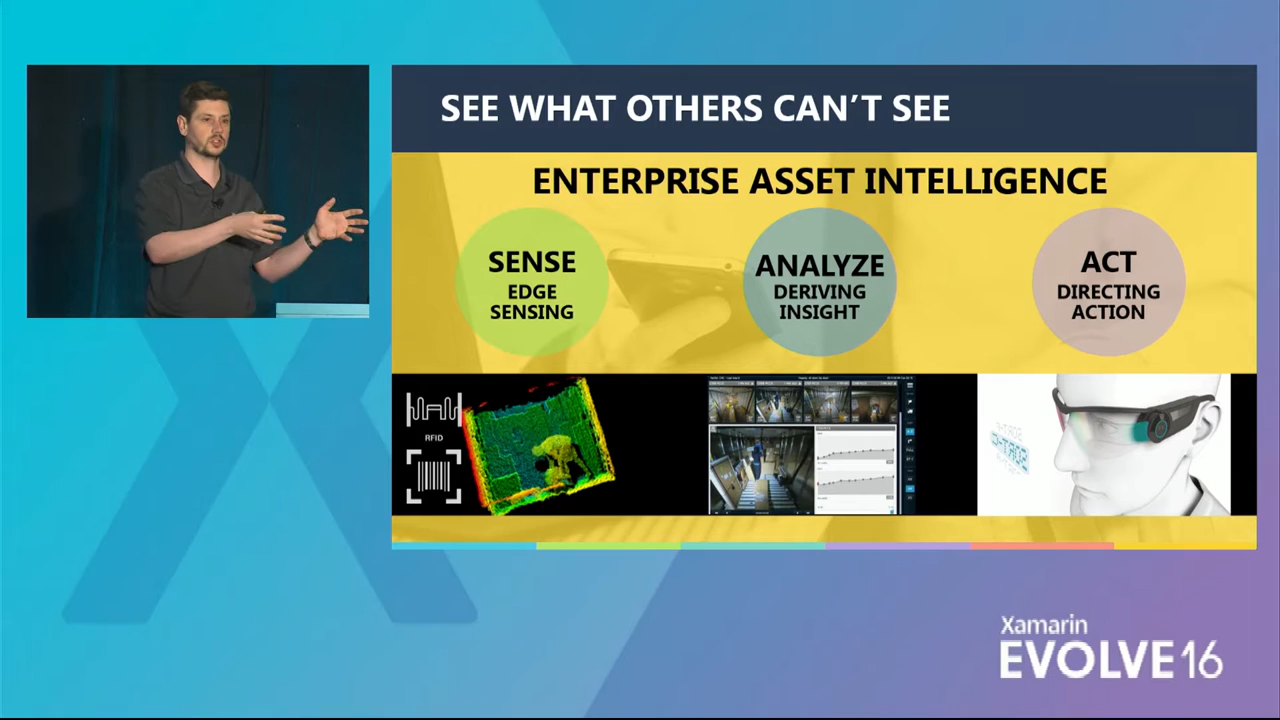 SEE WHAT OTHERS CAN'T SEE
ENTERPRISE ASSET INTELLIGENCE
SENSE
EDGE
SENSING
ANALYZE
DERIVING
INSIGHT
ACT
DIRECTING
ACTION
RFID
Xamarin
EVOLVE16